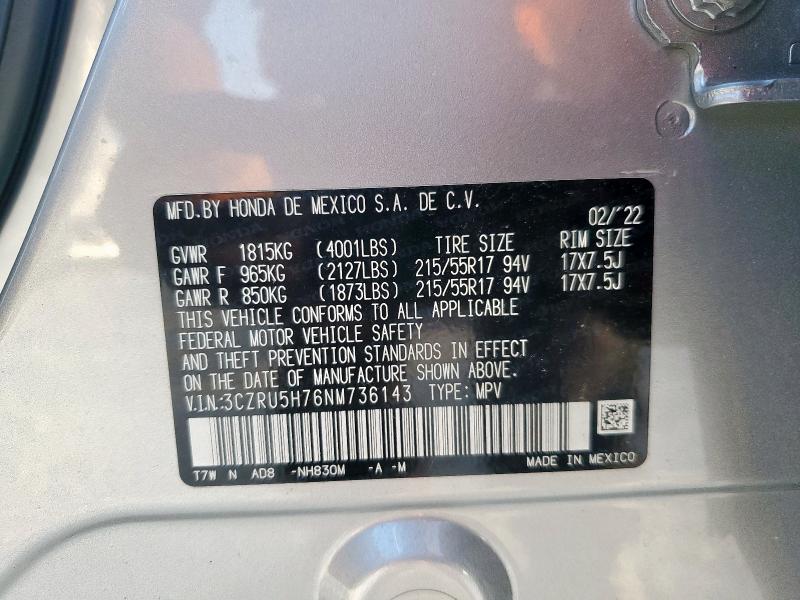 MFD. BY HONDA DE MEXICO S.A. DE C.V. 02/'22
GVWR 1815KG (4001LBS) TIRE SIZE RIM SIZE
GAWR F 965KG (2127LBS) 215/55R17 94V 17X7.5J
GAWR R 850KG (1873LBS) 215/55R17 94V 17X7.5J
THIS VEHICLE CONFORMS TO ALL APPLICABLE
FEDERAL MOTOR VEHICLE SAFETY
AND THEFT PREVENTION STANDARDS IN EFFECT
ON DATE OF MANUFACTURE SHOWN ABOVE.
V.I.N.:3CZRU5H76NM736143 TYPE: MPV
T7W N AD8 -NH830M -A -M MADE IN MEXICO